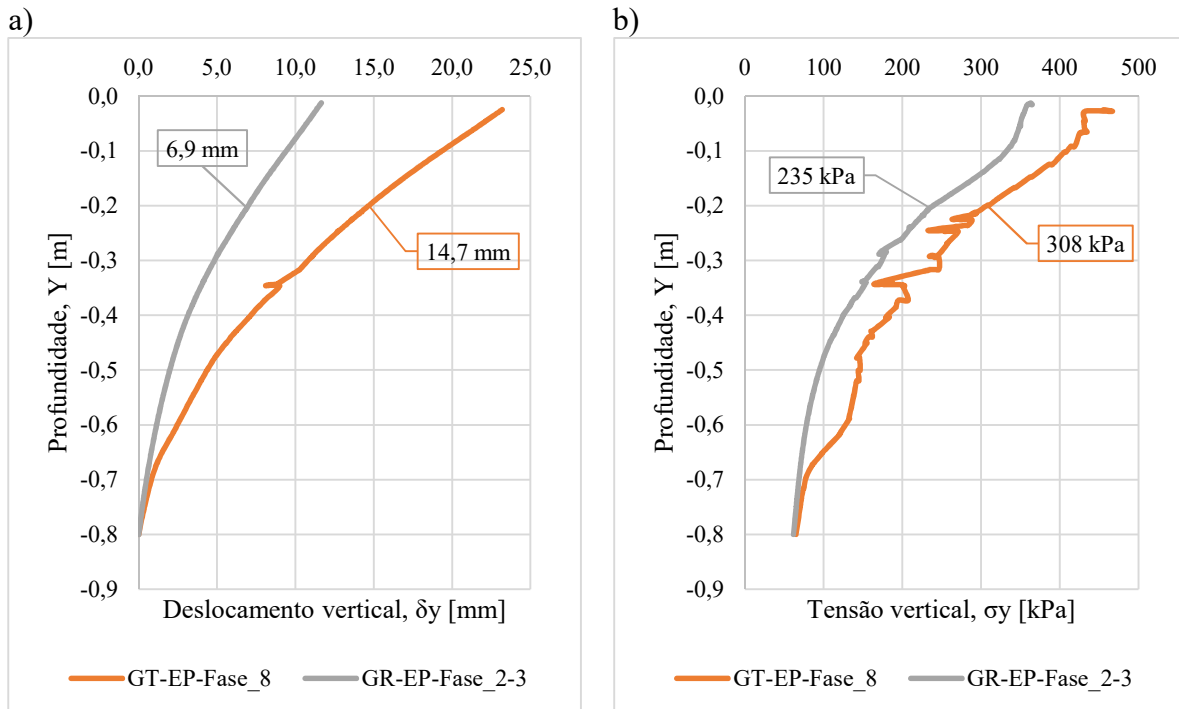 a)
0,0 5,0 10,0 15,0 20,0 25,0
0,0
-0,1
-0,2
-0,3
-0,4
-0,5
-0,6
-0,7
-0,8
-0,9
Profundidade, Y [m]
6,9 mm
14,7 mm
Deslocamento vertical, δy [mm]
GT-EP-Fase_8 GR-EP-Fase_2-3
b)
0 100 200 300 400 500
0,0
-0,1
-0,2
-0,3
-0,4
-0,5
-0,6
-0,7
-0,8
-0,9
Profundidade, Y [m]
235 kPa
308 kPa
Tensão vertical, σy [kPa]
GT-EP-Fase_8 GR-EP-Fase_2-3